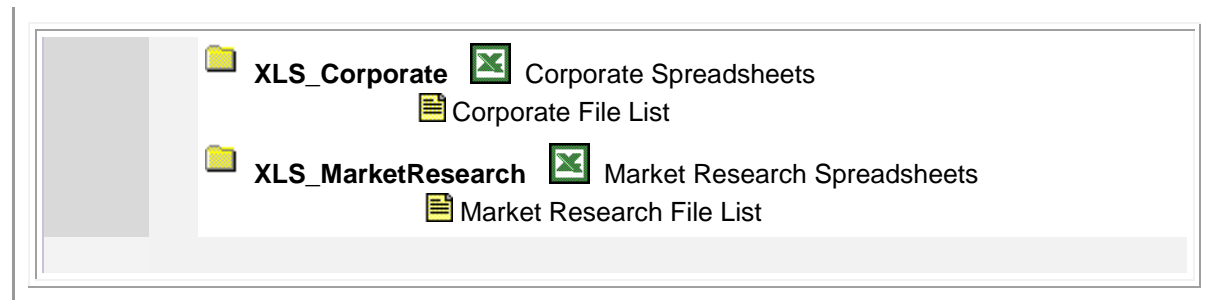 XLS_Corporate Corporate Spreadsheets
Corporate File List
XLS_MarketResearch Market Research Spreadsheets
Market Research File List